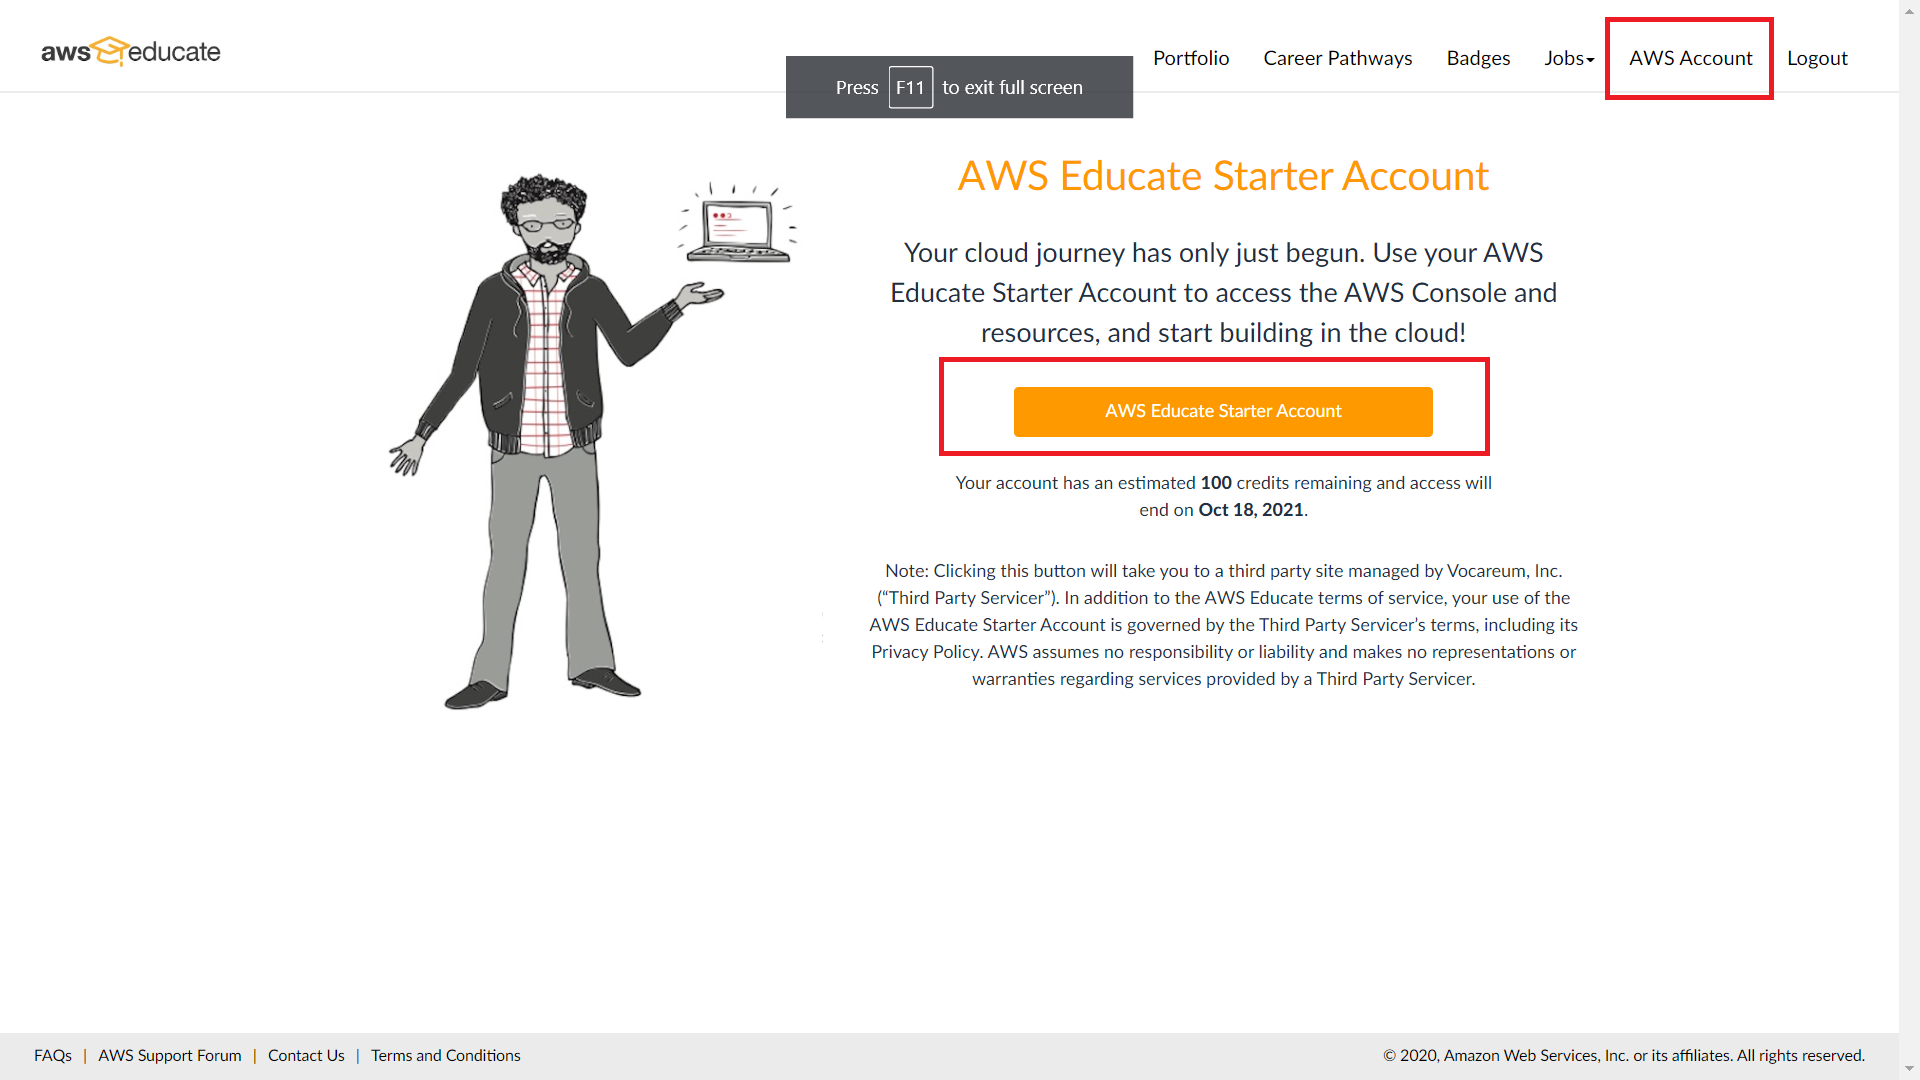 aws educate
Portfolio Career Pathways Badges Jobs AWS Account Logout
Press F11 to exit full screen
AWS Educate Starter Account
Your cloud journey has only just begun. Use your AWS
Educate Starter Account to access the AWS Console and
resources, and start building in the cloud!
AWS Educate Starter Account
Your account has an estimated 100 credits remaining and access will
end on Oct 18, 2021.
Note: Clicking this button will take you to a third party site managed by Vocareum, Inc.
(“Third Party Servicer”). In addition to the AWS Educate terms of service, your use of the
AWS Educate Starter Account is governed by the Third Party Servicer’s terms, including its
Privacy Policy. AWS assumes no responsibility or liability and makes no representations or
warranties regarding services provided by a Third Party Servicer.
FAQs | AWS Support Forum | Contact Us | Terms and Conditions
© 2020, Amazon Web Services, Inc. or its affiliates. All rights reserved.